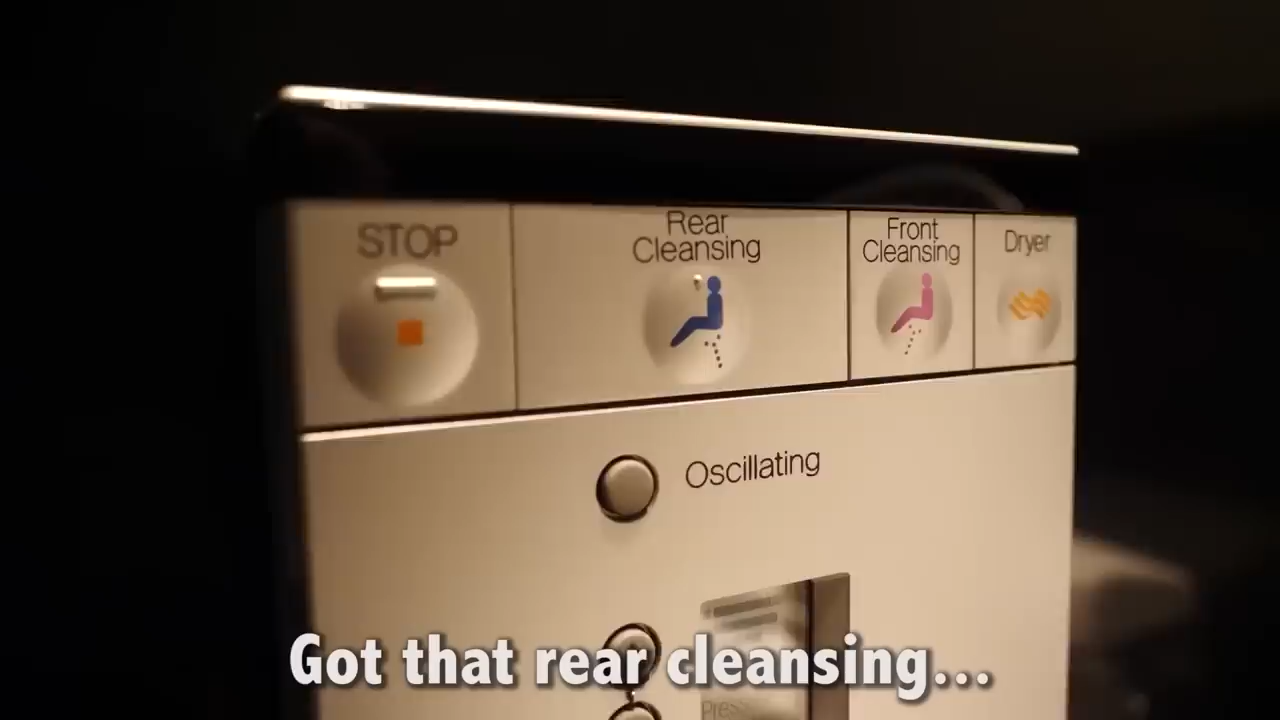 STOP
Rear
Cleansing
Front
Cleansing
Dryer
Oscillating
Got that rear cleansing...